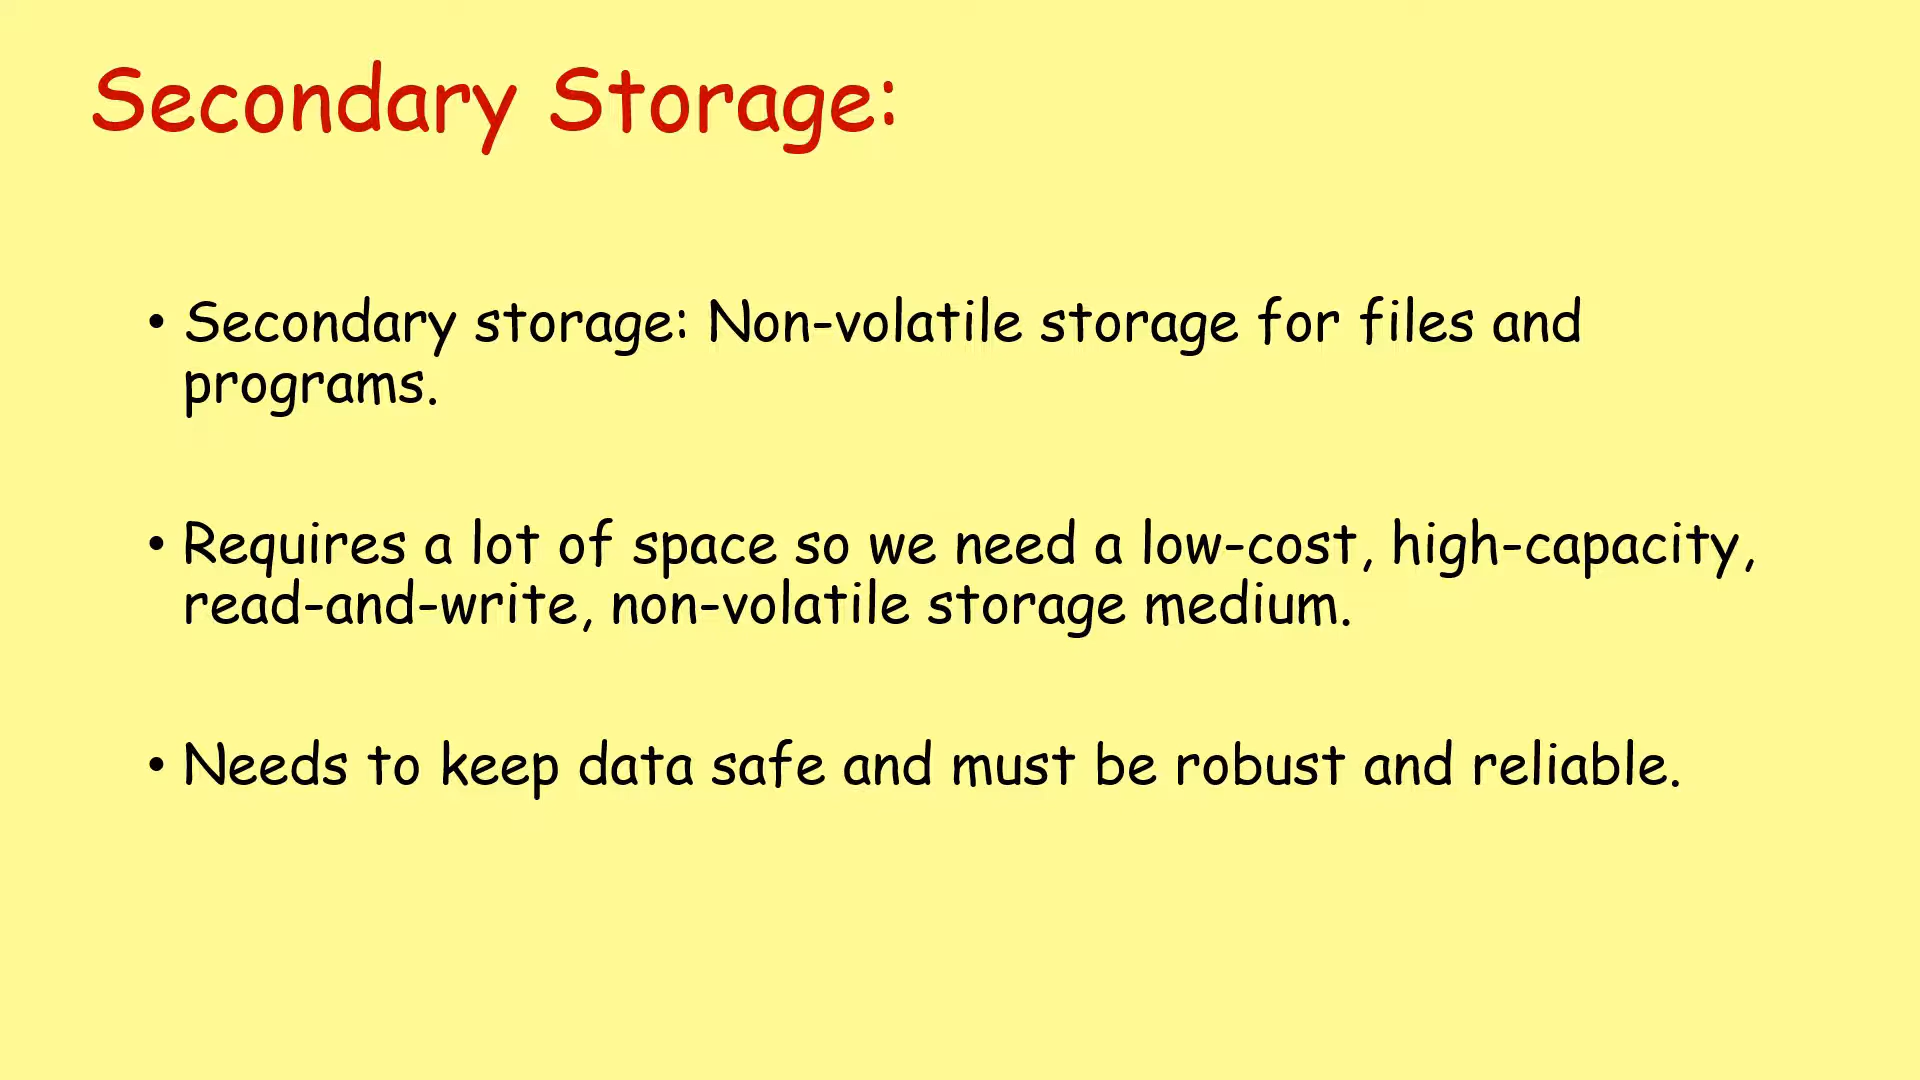 Secondary Storage:
• Secondary storage: Non-volatile storage for files and
programs.
• Requires a lot of space so we need a low-cost, high-capacity,
read-and-write, non-volatile storage medium.
• Needs to keep data safe and must be robust and reliable.